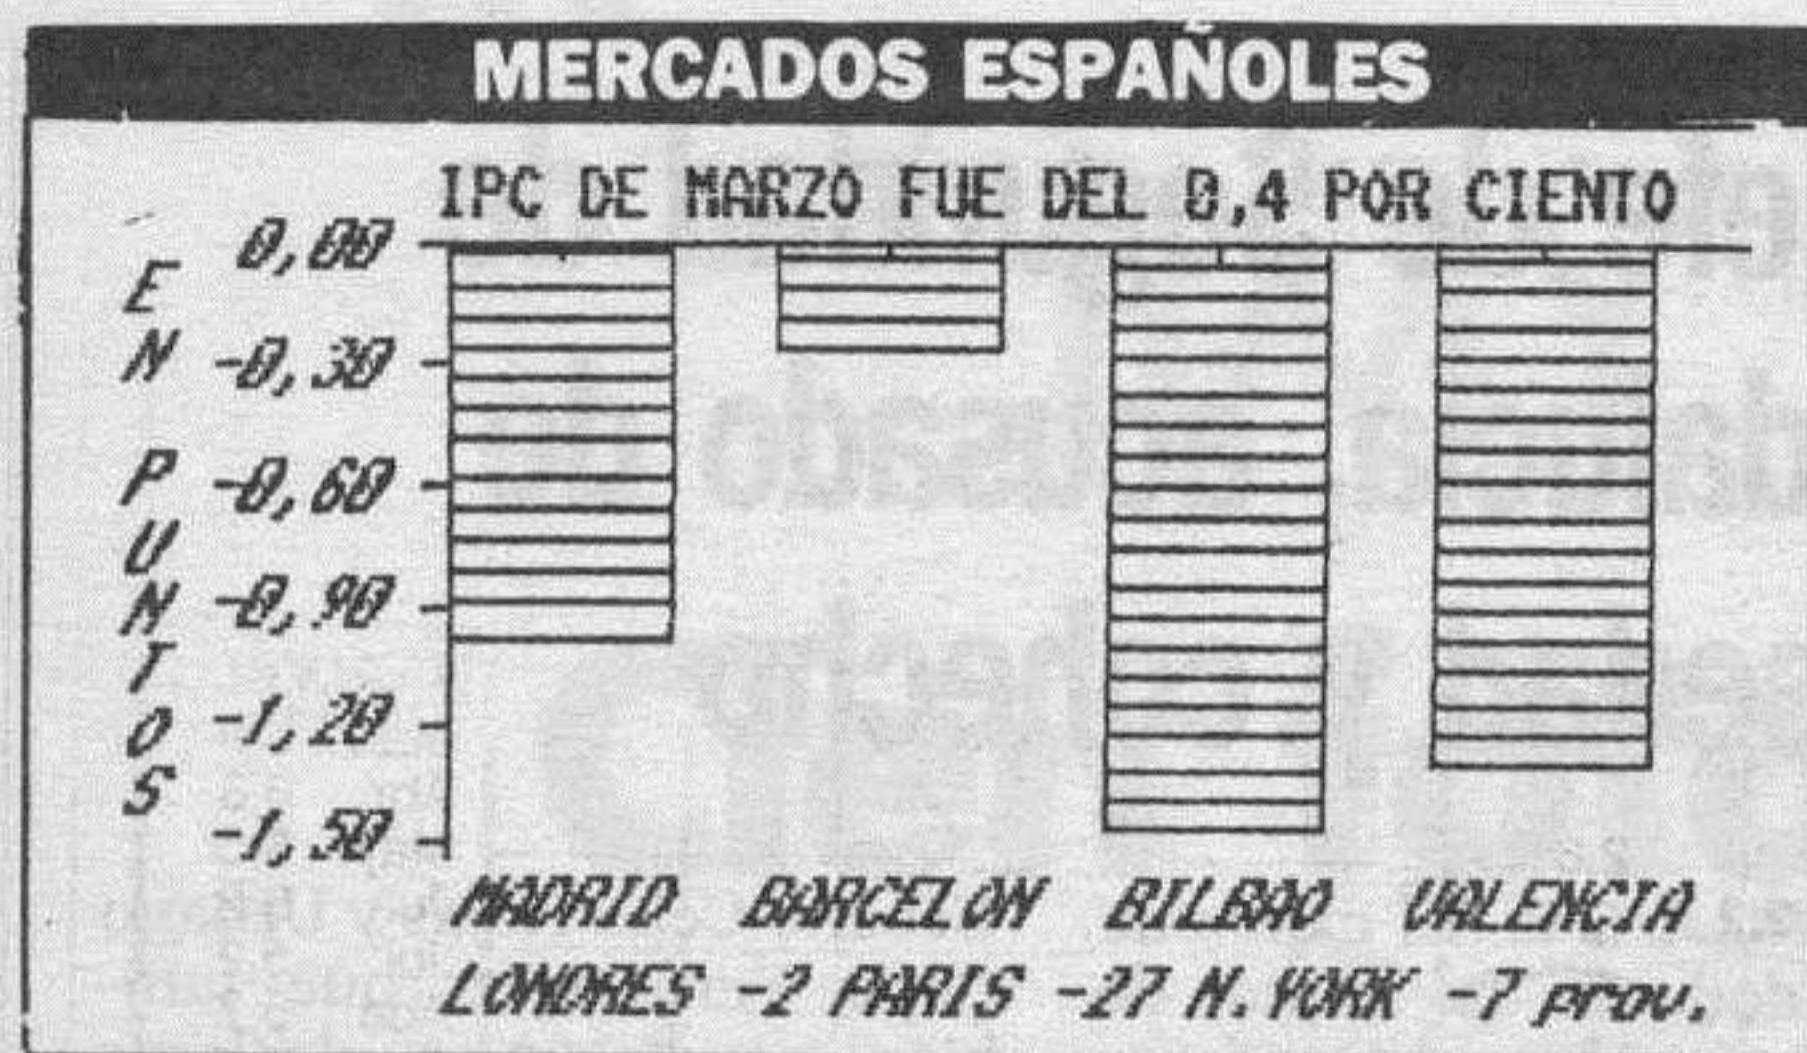 MERCADOS ESPAÑOLES
IPC DE MARZO FUE DEL 0,4 POR CIENTO
EN PUNTOS
0,00
-0,30
-0,60
-0,90
-1,20
-1,50
MADRID BARCELON BILBAO VALENCIA
LONDRES -2 PARIS -27 N. YORK -7 prov.